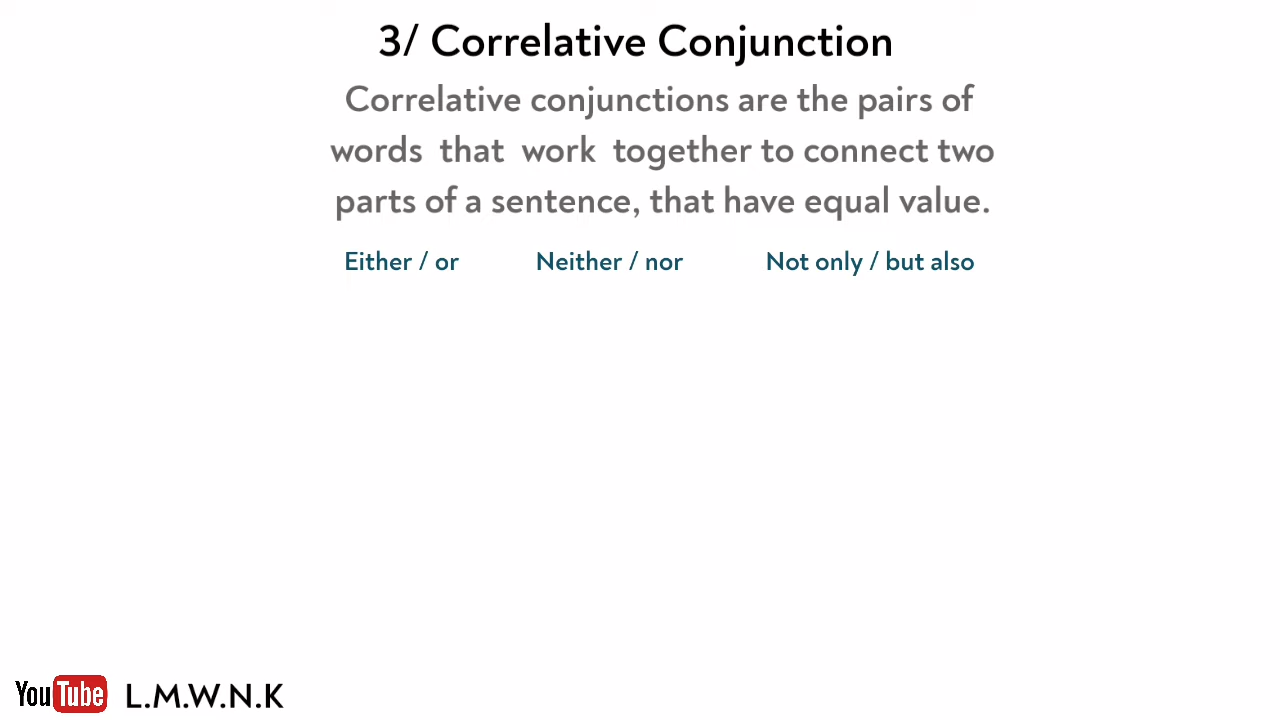 3/ Correlative Conjunction
Correlative conjunctions are the pairs of
words that work together to connect two
parts of a sentence, that have equal value.
Either / or Neither / nor Not only / but also
YouTube L.M.W.N.K